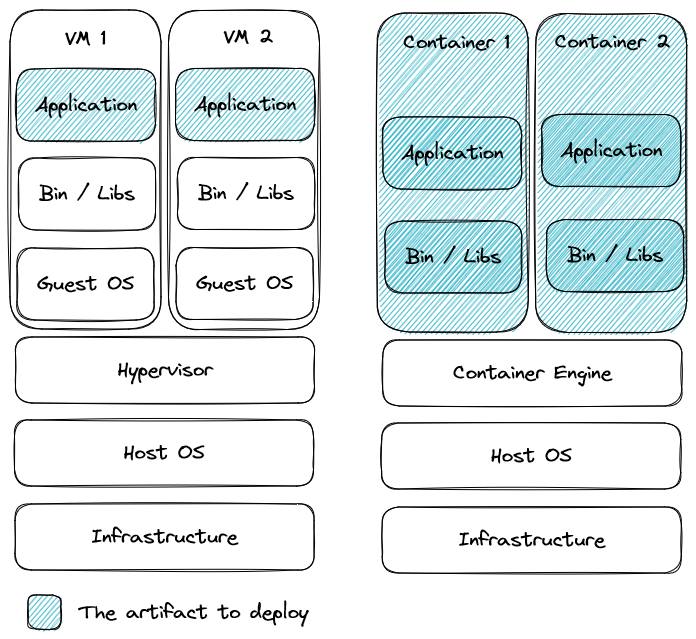 VM 1
VM 2
Application
Application
Bin / Libs
Bin / Libs
Guest OS
Guest OS
Hypervisor
Host OS
Infrastructure
Container 1
Container 2
Application
Application
Bin / Libs
Bin / Libs
Container Engine
Host OS
Infrastructure
The artifact to deploy